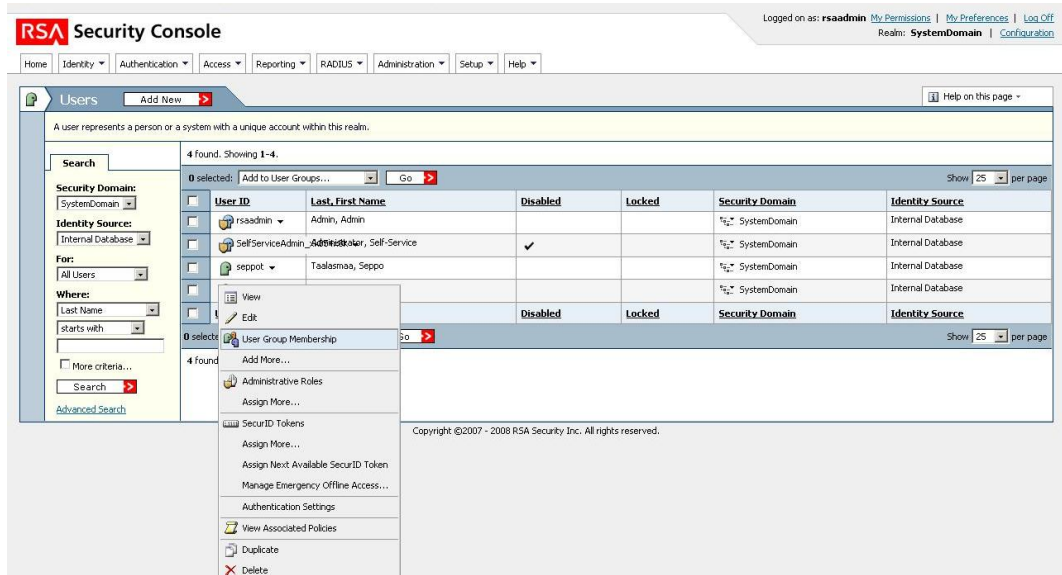 Logged on as: rsaadmin My Permissions | My Preferences | Log Off
RSA Security Console
Realm: SystemDomain | Configuration
Home Identity Authentication Access Reporting RADIUS Administration Setup Help
Users Add New Help on this page
A user represents a person or a system with a unique account within this realm.
Search
Security Domain:
SystemDomain
Identity Source:
Internal Database
For:
All Users
Where:
Last Name
starts with
More criteria...
Search
Advanced Search
4 found. Showing 1-4.
0 selected: Add to User Groups... Go Show 25 per page
User ID Last, First Name Disabled Locked Security Domain Identity Source
rsaadmin Admin, Admin SystemDomain Internal Database
SelfServiceAdmin_ Administrator, Self-Service SystemDomain Internal Database
seppot Taalasmaa, Seppo SystemDomain Internal Database
SystemDomain Internal Database
Disabled Locked Security Domain Identity Source
0 selecte Go Show 25 per page
4 found
View
Edit
User Group Membership
Add More...
Administrative Roles
Assign More...
SecurID Tokens
Assign More...
Assign Next Available SecurID Token
Manage Emergency Offline Access...
Authentication Settings
View Associated Policies
Duplicate
Delete
Copyright ©2007 - 2008 RSA Security Inc. All rights reserved.